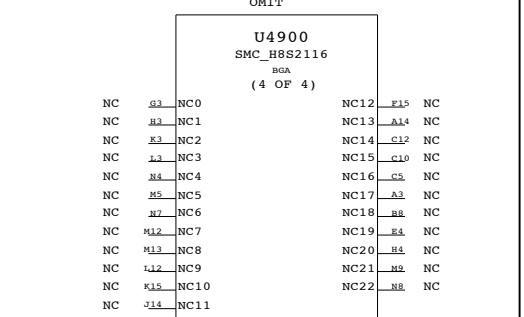 OMIT
U4900
SMC_H8S2116
BGA
(4 OF 4)
NC G3 NC0 NC12 F15 NC
NC H3 NC1 NC13 A14 NC
NC K3 NC2 NC14 C12 NC
NC L3 NC3 NC15 C10 NC
NC N4 NC4 NC16 C5 NC
NC M5 NC5 NC17 A3 NC
NC N7 NC6 NC18 B8 NC
NC M12 NC7 NC19 E4 NC
NC M13 NC8 NC20 H4 NC
NC L12 NC9 NC21 M9 NC
NC K15 NC10 NC22 N8 NC
NC J14 NC11